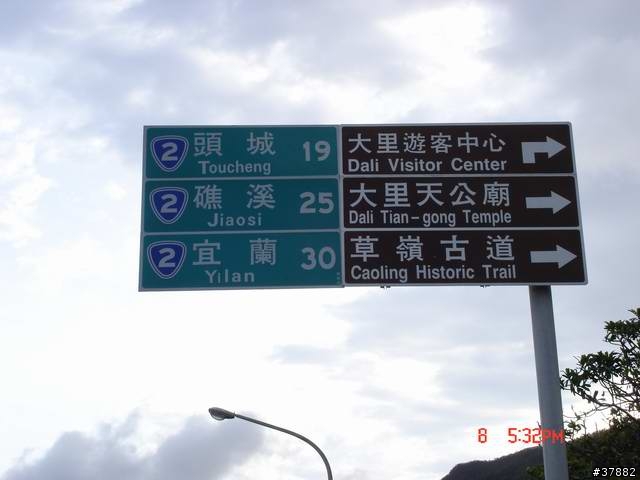 2 頭城 19
Toucheng
2 礁溪 25
Jiaosi
2 宜蘭 30
Yilan
大里遊客中心
Dali Visitor Center
大里天公廟
Dali Tian-gong Temple
草嶺古道
Caoling Historic Trail
8 5:32PM
#37882